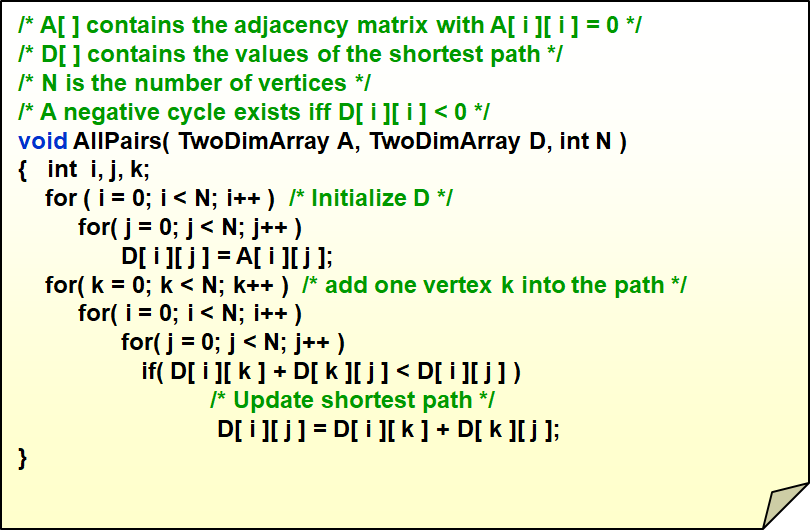 /* A[ ] contains the adjacency matrix with A[ i ][ i ] = 0 */
/* D[ ] contains the values of the shortest path */
/* N is the number of vertices */
/* A negative cycle exists iff D[ i ][ i ] < 0 */
void AllPairs( TwoDimArray A, TwoDimArray D, int N )
{ int i, j, k;
for ( i = 0; i < N; i++ ) /* Initialize D */
for( j = 0; j < N; j++ )
D[ i ][ j ] = A[ i ][ j ];
for( k = 0; k < N; k++ ) /* add one vertex k into the path */
for( i = 0; i < N; i++ )
for( j = 0; j < N; j++ )
if( D[ i ][ k ] + D[ k ][ j ] < D[ i ][ j ] )
/* Update shortest path */
D[ i ][ j ] = D[ i ][ k ] + D[ k ][ j ];
}